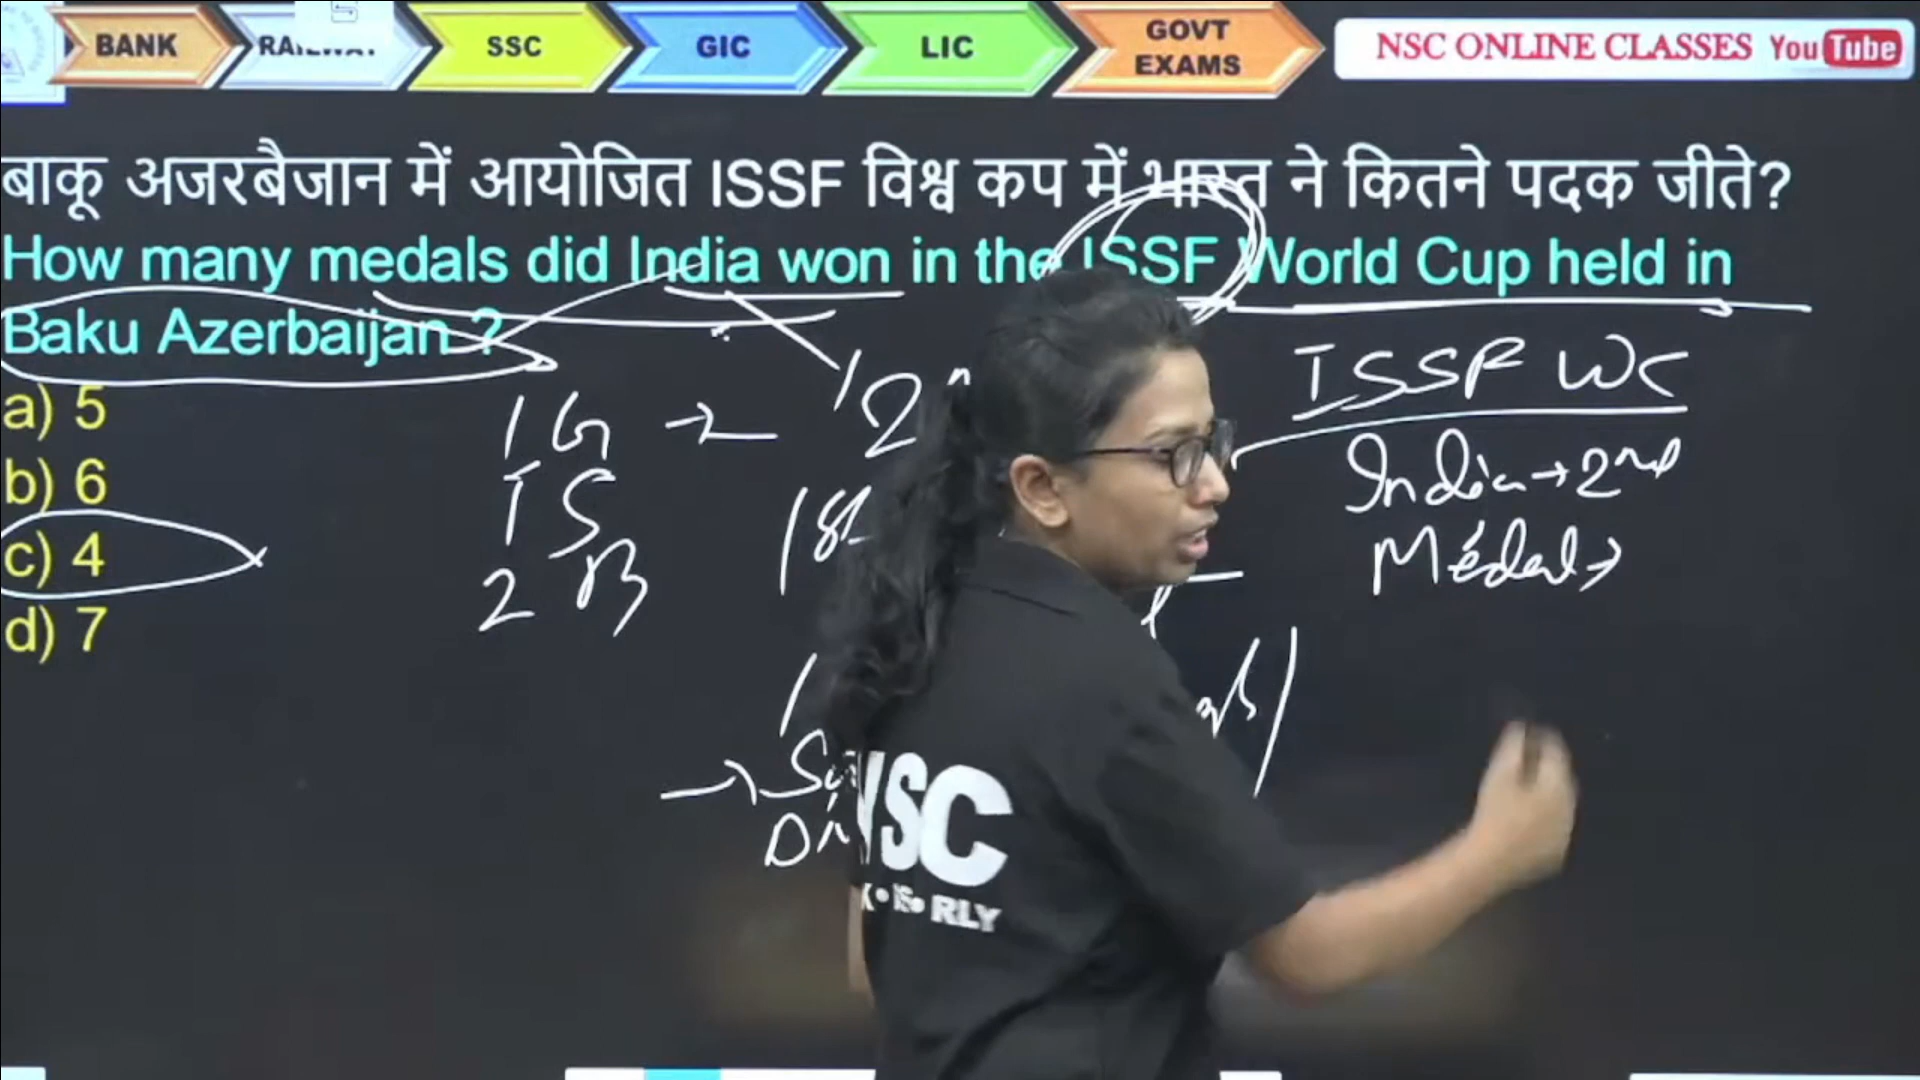 BANK
RAILWAY
SSC
GIC
LIC
GOVT
EXAMS
NSC ONLINE CLASSES YouTube
बाकू अजरबैजान में आयोजित ISSF विश्व कप में भारत ने कितने पदक जीते?
How many medals did India won in the ISSF World Cup held in
Baku Azerbaijan ?
a) 5
b) 6
c) 4
d) 7
1 G →
1 S
2 B
ISSF WC
India → 2nd
Medal →
NSC
RLY